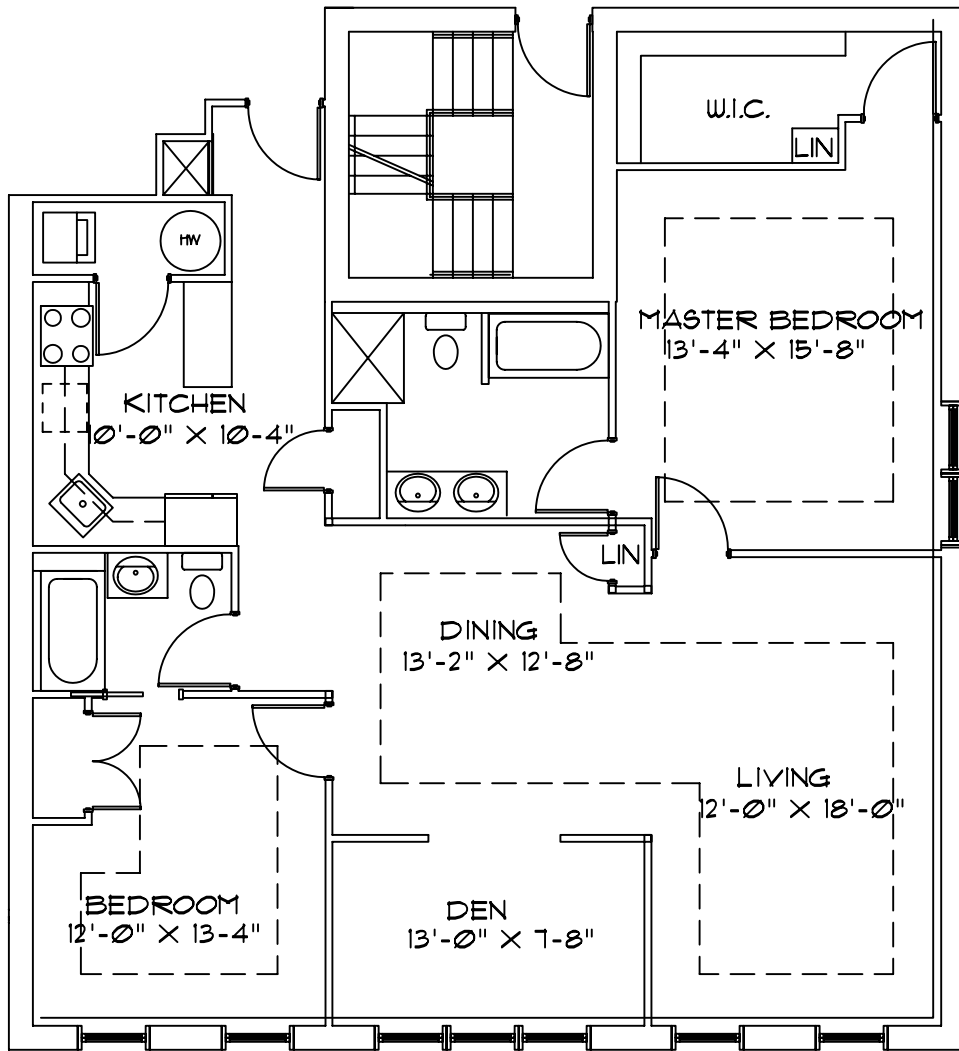 W.I.C.
LIN
HW
MASTER BEDROOM
13'-4" X 15'-8"
KITCHEN
10'-0" X 10-4"
LIN
DINING
13'-2" X 12'-8"
LIVING
12'-0" X 18'-0"
BEDROOM
12'-0" X 13-4"
DEN
13'-0" X 7-8"